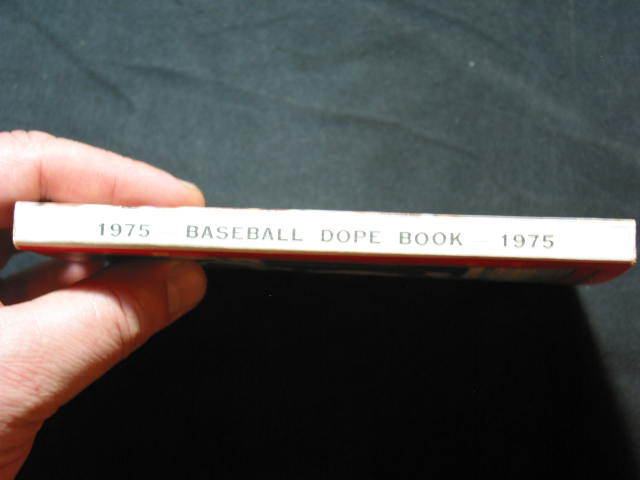 1975 — BASEBALL DOPE BOOK — 1975